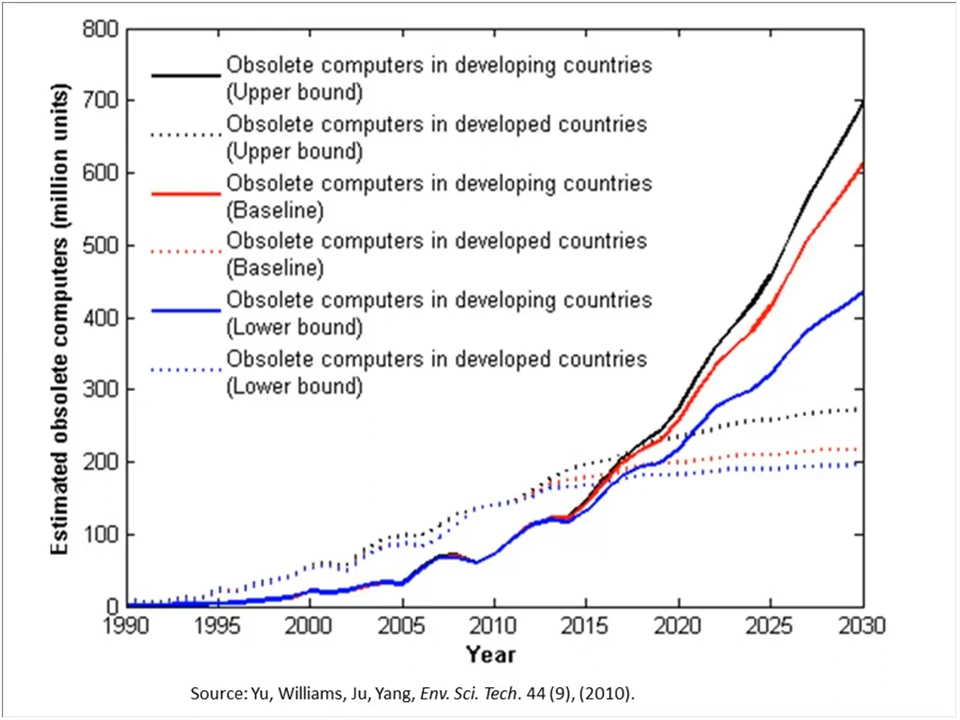 800
700
600
500
400
300
200
100
0
Estimated obsolete computers (million units)
Obsolete computers in developing countries
(Upper bound)
Obsolete computers in developed countries
(Upper bound)
Obsolete computers in developing countries
(Baseline)
Obsolete computers in developed countries
(Baseline)
Obsolete computers in developing countries
(Lower bound)
Obsolete computers in developed countries
(Lower bound)
1990 1995 2000 2005 2010 2015 2020 2025 2030
Year
Source: Yu, Williams, Ju, Yang, Env. Sci. Tech. 44 (9), (2010).